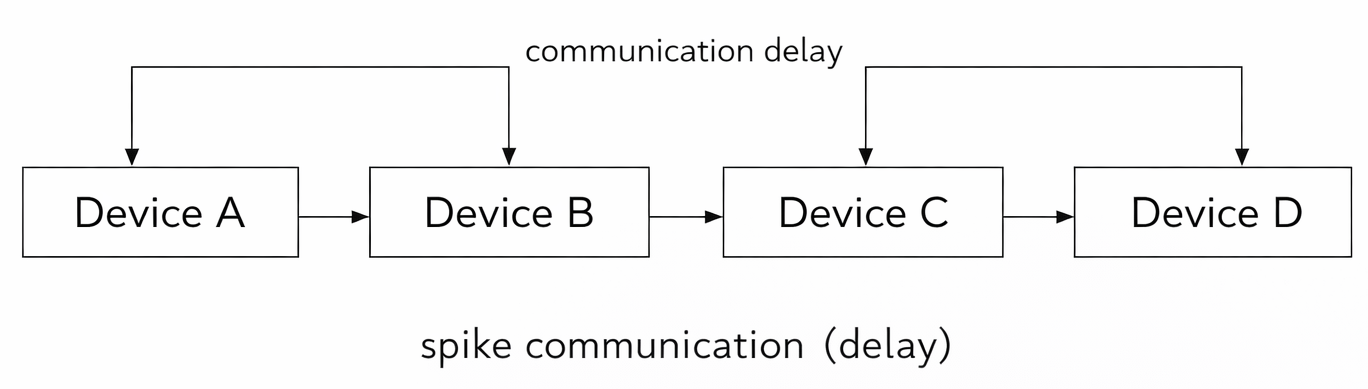 communication delay
Device A
Device B
Device C
Device D
spike communication (delay)